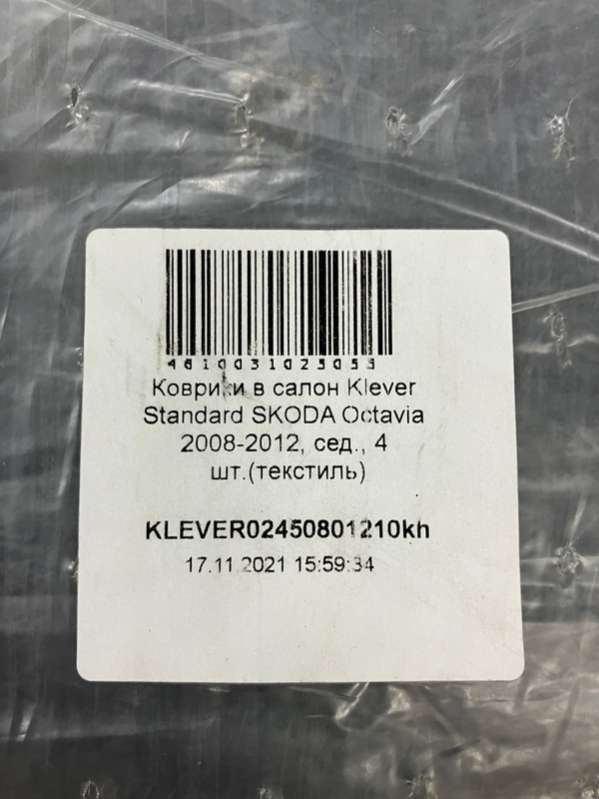 4610031025055
Коврики в салон Klever
Standard SKODA Octavia
2008-2012, сед., 4
шт.(текстиль)
KLEVER02450801210kh
17.11.2021 15:59:34